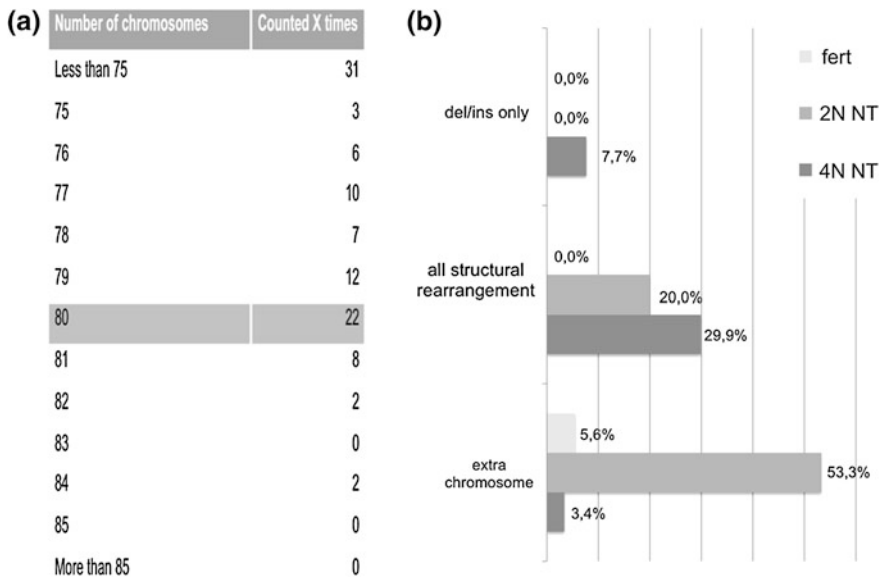 (a)
Number of chromosomes Counted X times
Less than 75 31
75 3
76 6
77 10
78 7
79 12
80 22
81 8
82 2
83 0
84 2
85 0
More than 85 0
(b)
fert
2N NT
4N NT
del/ins only
0,0%
0,0%
7,7%
all structural
rearrangement
0,0%
20,0%
29,9%
extra
chromosome
5,6%
53,3%
3,4%